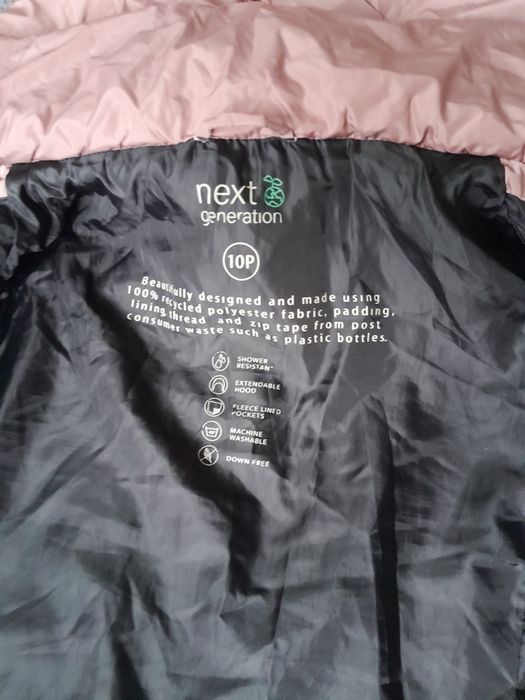 next
generation
10P
Beautifully designed and made using
100% recycled polyester fabric, padding,
lining, thread and zip tape from post
consumer waste such as plastic bottles.
SHOWER
RESISTANT
EXTENDABLE
HOOD
FLEECE LINED
POCKETS
MACHINE
WASHABLE
DOWN FREE